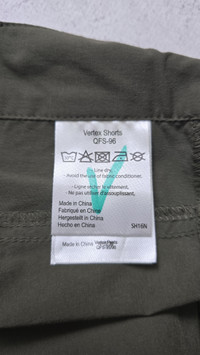 Vertex Shorts
QFS-96
- Line dry.
- Avoid the use of fabric conditioner.
- Ligne sécher le vêtement.
- Ne pas utiliser d'assouplissant.
Made in China
Fabriqué en China
Hergestellt in China
Hecho en China
SH16N
Made In China